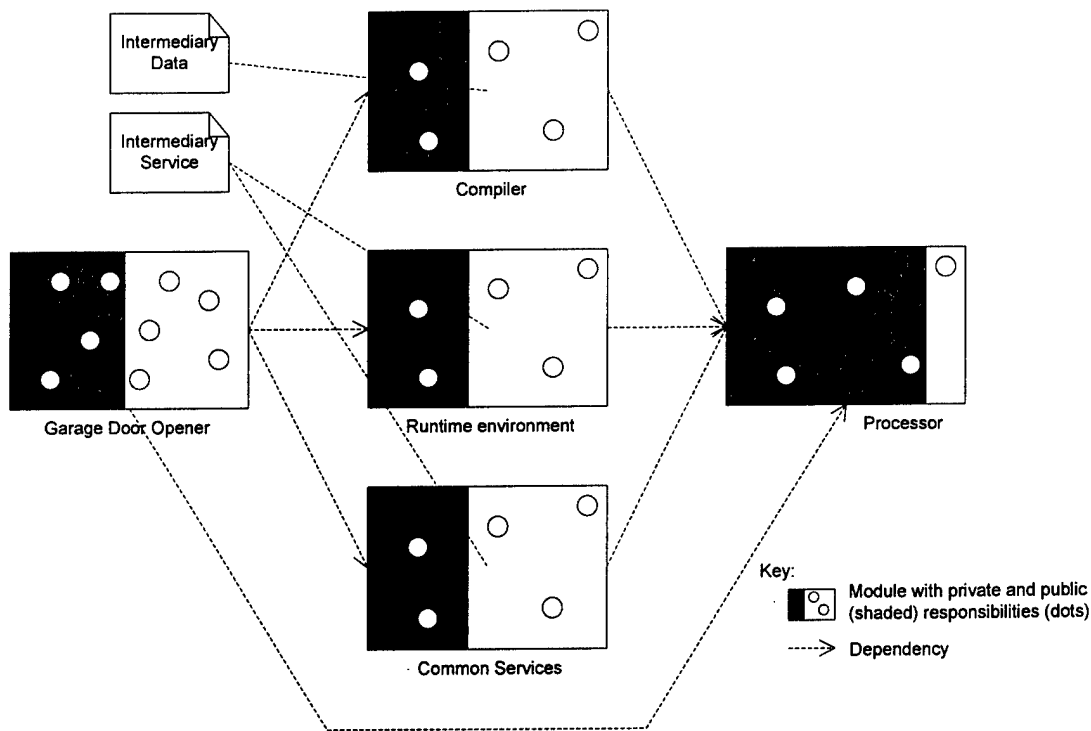 Intermediary
Data
Intermediary
Service
Compiler
Garage Door Opener
Runtime environment
Processor
Common Services
Key:
Module with private and public
(shaded) responsibilities (dots)
Dependency